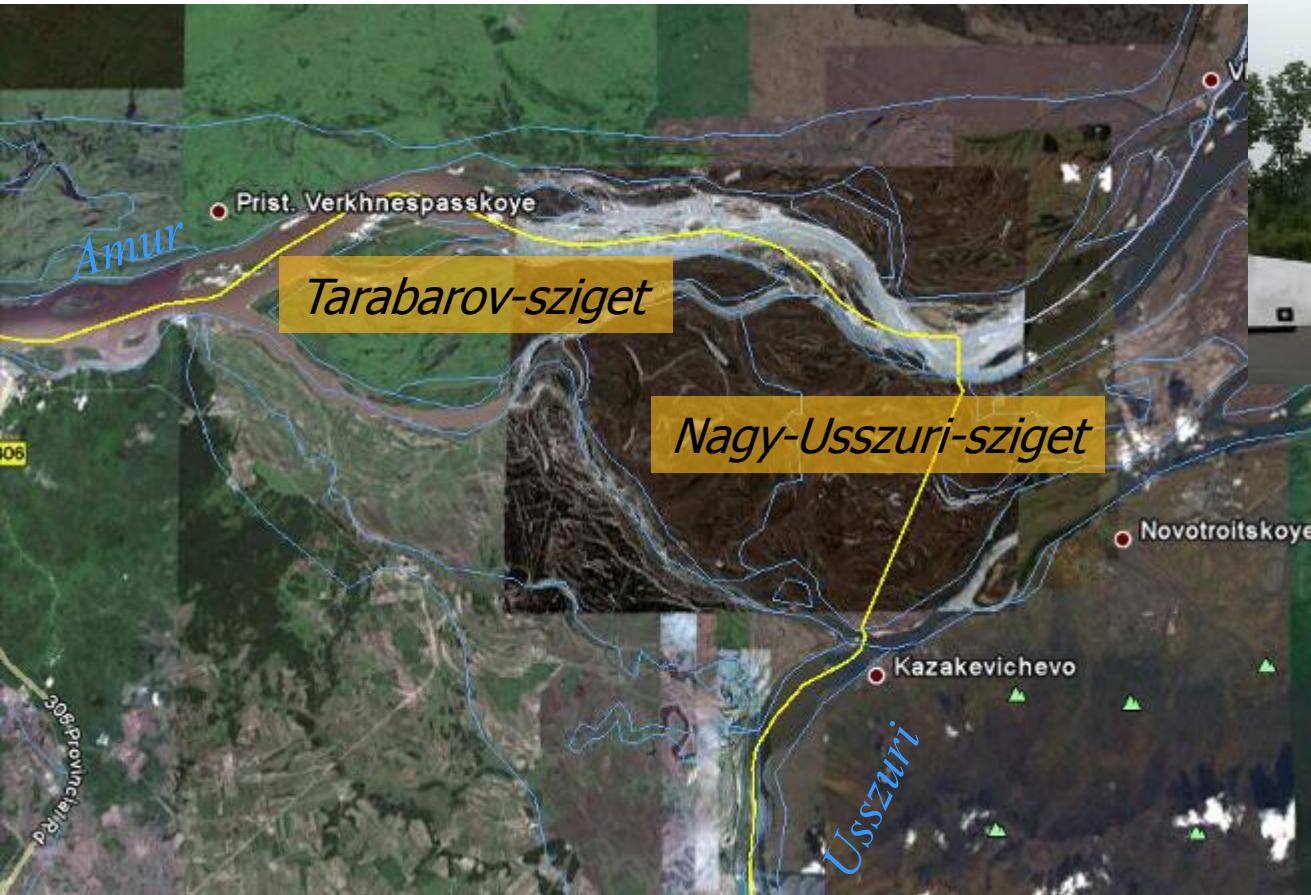 Prist. Verkhnespasskoye
Amur
Tarabarov-sziget
Nagy-Usszuri-sziget
306
Novotroitskoye
Kazakevichevo
306 Provincial Rd
Usszuri